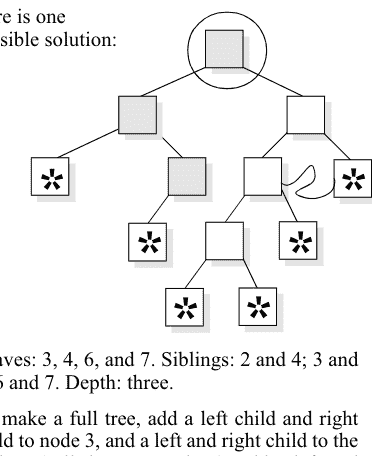 re is one
sible solution:
*
*
*
*
*
*
aves: 3, 4, 6, and 7. Siblings: 2 and 4; 3 and
6 and 7. Depth: three.
make a full tree, add a left child and right
ld to node 3, and a left and right child to the